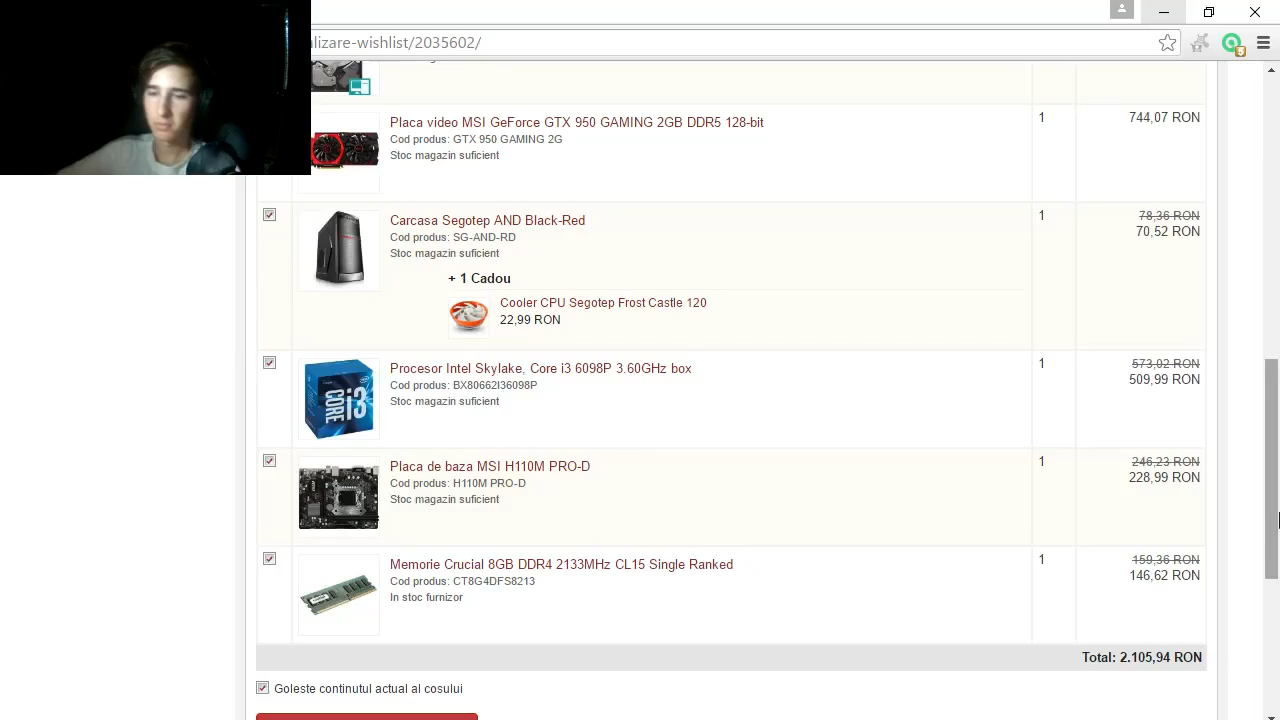 alizare-wishlist/2035602/
Placa video MSI GeForce GTX 950 GAMING 2GB DDR5 128-bit 1 744,07 RON
Cod produs: GTX 950 GAMING 2G
Stoc magazin suficient
Carcasa Segotep AND Black-Red 1 78,36 RON
Cod produs: SG-AND-RD 70,52 RON
Stoc magazin suficient
+ 1 Cadou
Cooler CPU Segotep Frost Castle 120
22,99 RON
Procesor Intel Skylake, Core i3 6098P 3.60GHz box 1 573,02 RON
Cod produs: BX80662I36098P 509,99 RON
Stoc magazin suficient
CORE i3
Placa de baza MSI H110M PRO-D 1 246,23 RON
Cod produs: H110M PRO-D 228,99 RON
Stoc magazin suficient
Memorie Crucial 8GB DDR4 2133MHz CL15 Single Ranked 1 159,36 RON
Cod produs: CT8G4DFS8213 146,62 RON
In stoc furnizor
Total: 2.105,94 RON
Goleste continutul actual al cosului